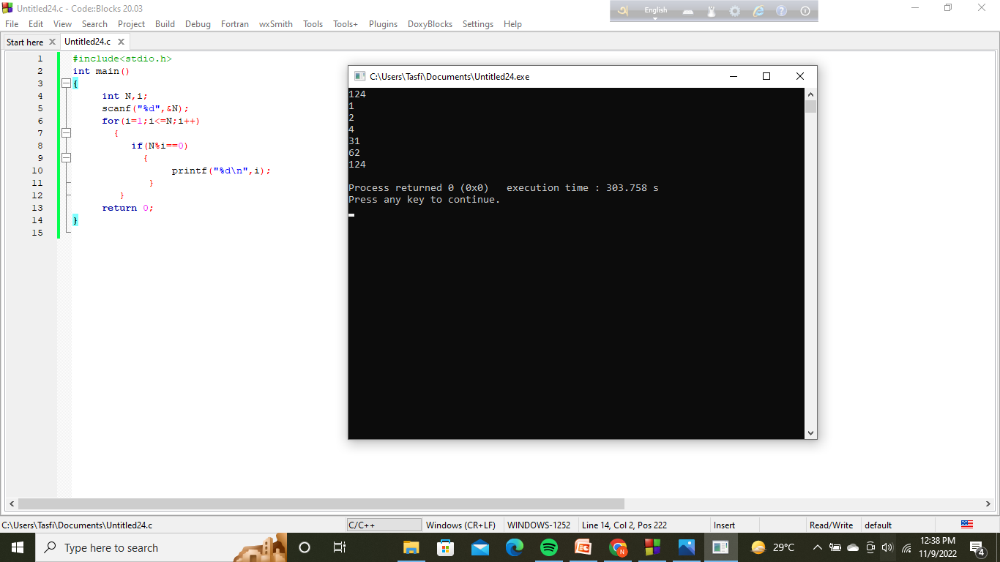 Untitled24.c - Code::Blocks 20.03
English
File Edit View Search Project Build Debug Fortran wxSmith Tools Tools+ Plugins DoxyBlocks Settings Help
Start here Untitled24.c
1 #include<stdio.h>
2 int main()
3 {
4 int N,i;
5 scanf("%d",&N);
6 for(i=1;i<=N;i++)
7 {
8 if(N%i==0)
9 {
10 printf("%d\n",i);
11 }
12 }
13 return 0;
14 }
15
C:\Users\Tasfi\Documents\Untitled24.exe
124
1
2
4
31
62
124
Process returned 0 (0x0) execution time : 303.758 s
Press any key to continue.
C:\Users\Tasfi\Documents\Untitled24.c C/C++ Windows (CR+LF) WINDOWS-1252 Line 14, Col 2, Pos 222 Insert Read/Write default
Type here to search 29°C 12:38 PM
11/9/2022 4